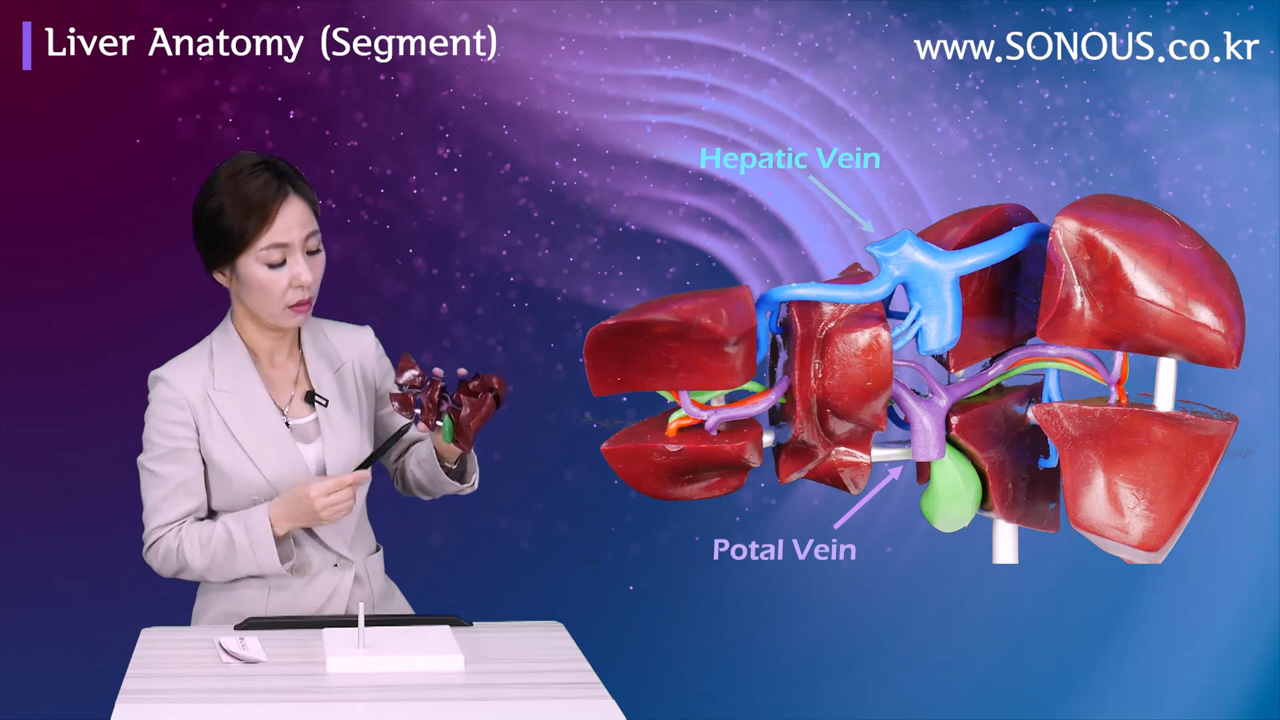 Liver Anatomy (Segment)
www.SONOUS.co.kr
Hepatic Vein
Potal Vein